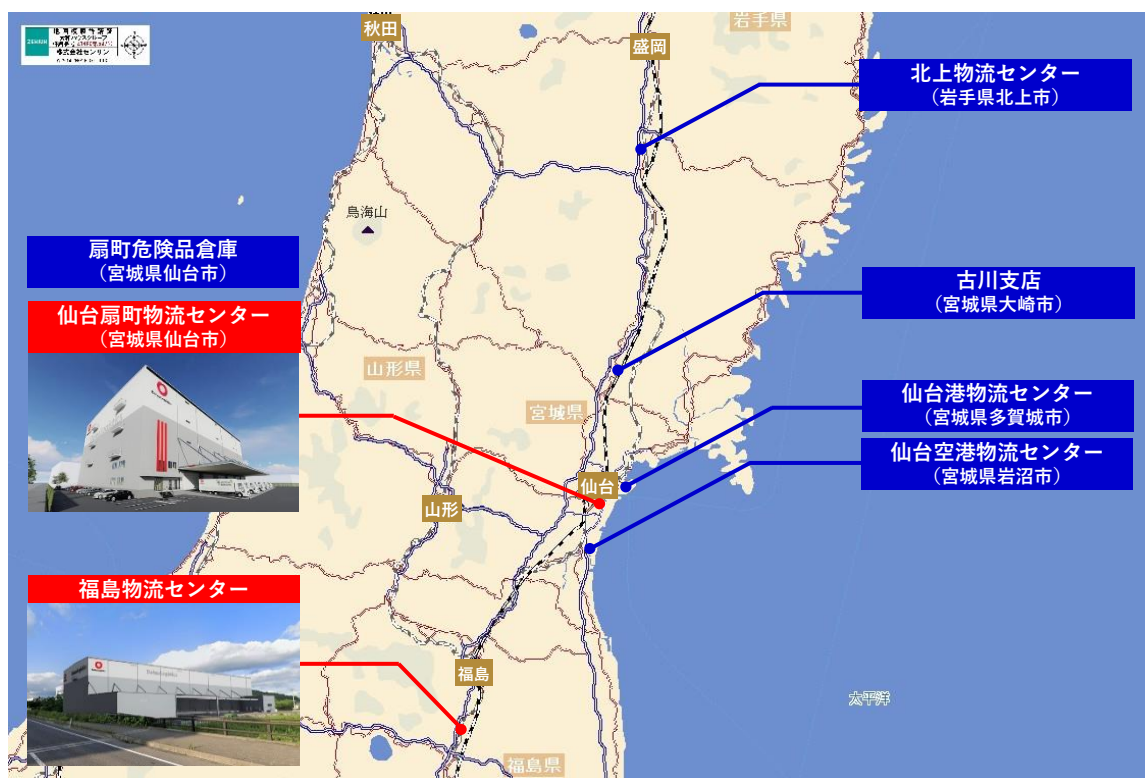 秋田
盛岡
岩手県
北上物流センター
（岩手県北上市）
鳥海山
扇町危険品倉庫
（宮城県仙台市）
仙台扇町物流センター
（宮城県仙台市）
古川支店
（宮城県大崎市）
山形県
宮城県
仙台港物流センター
（宮城県多賀城市）
仙台空港物流センター
（宮城県岩沼市）
仙台
山形
福島物流センター
福島
太平洋
福島県